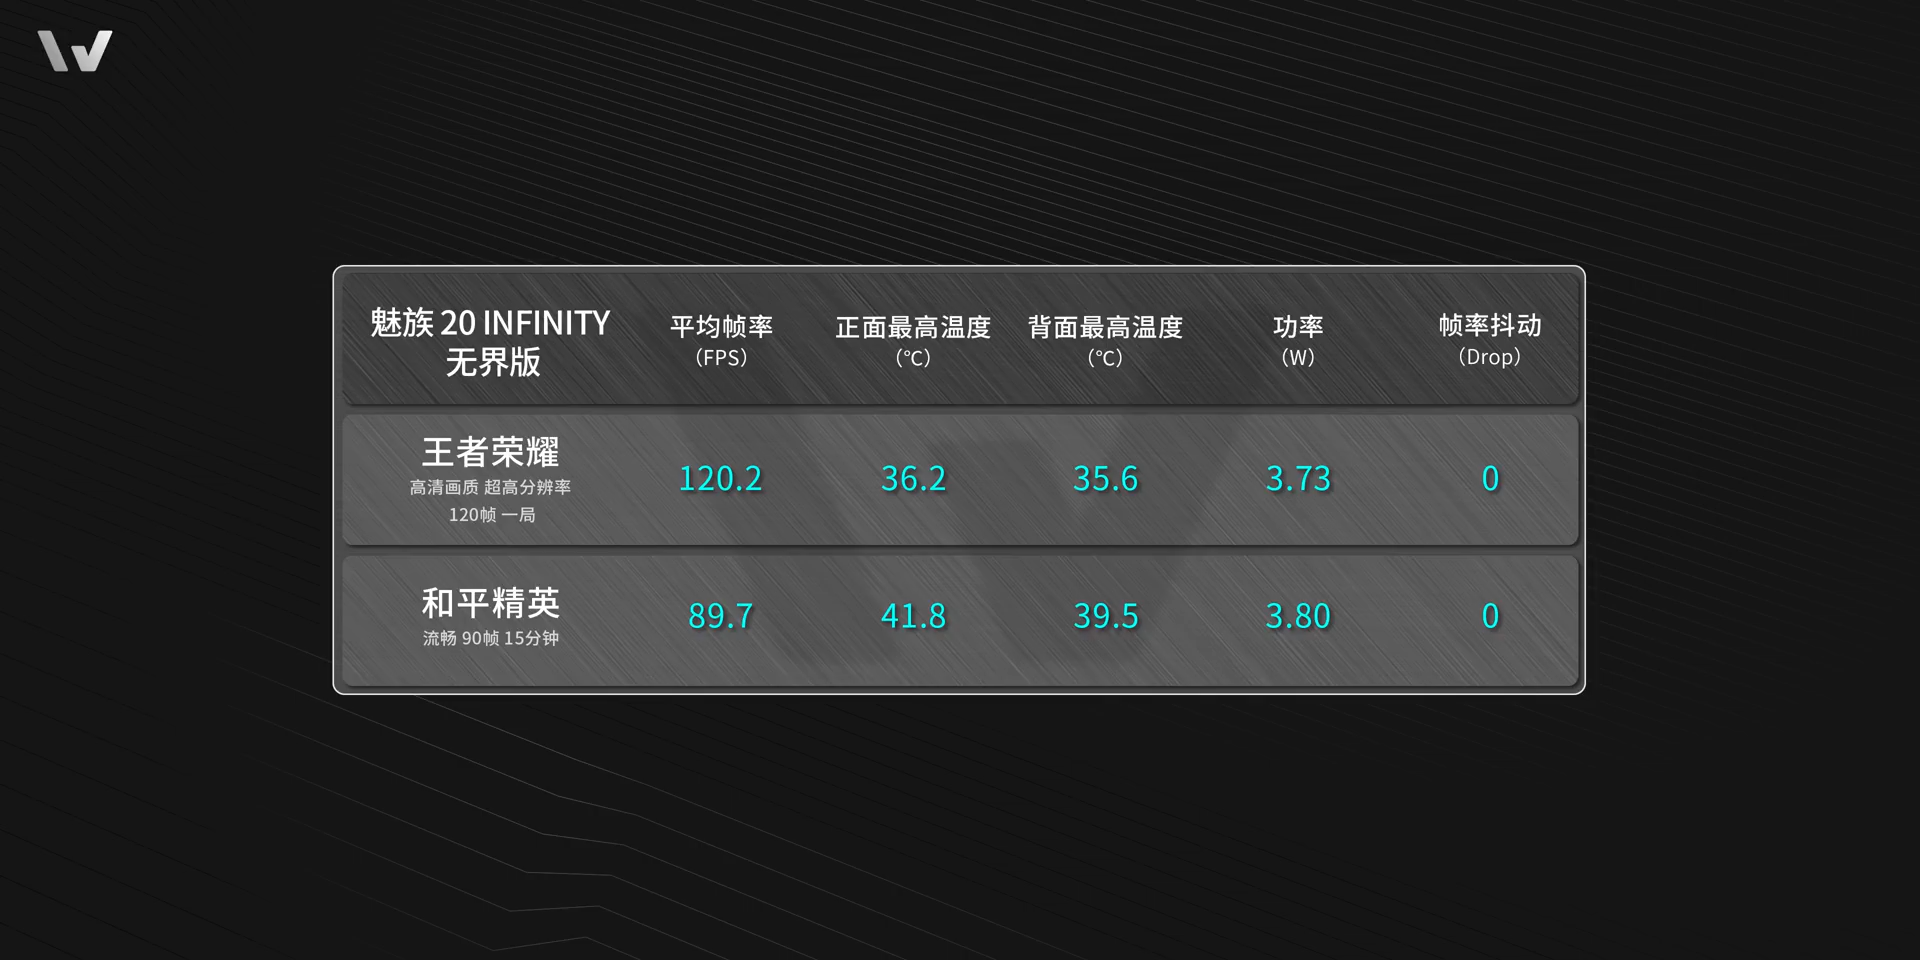 魅族 20 INFINITY
无界版
平均帧率
(FPS)
正面最高温度
(℃)
背面最高温度
(℃)
功率
(W)
帧率抖动
(Drop)
王者荣耀
高清画质 超高分辨率
120帧 一局
120.2
36.2
35.6
3.73
0
和平精英
流畅 90帧 15分钟
89.7
41.8
39.5
3.80
0